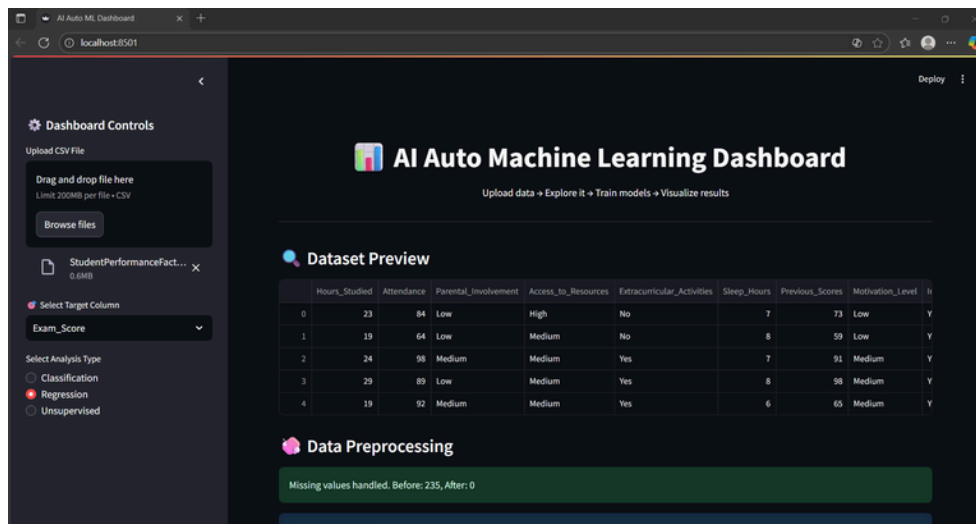 AI Auto ML Dashboard
localhost:8501
Deploy
Dashboard Controls
Upload CSV File
Drag and drop file here
Limit 200MB per file • CSV
Browse files
StudentPerformanceFact...
0.6MB
Select Target Column
Exam_Score
Select Analysis Type
Classification
Regression
Unsupervised
AI Auto Machine Learning Dashboard
Upload data → Explore it → Train models → Visualize results
Dataset Preview
Hours_Studied Attendance Parental_Involvement Access_to_Resources Extracurricular_Activities Sleep_Hours Previous_Scores Motivation_Level
0 23 84 Low High No 7 73 Low Y
1 19 64 Low Medium No 8 59 Low Y
2 24 98 Medium Medium Yes 7 91 Medium Y
3 29 89 Low Medium Yes 8 98 Medium Y
4 19 92 Medium Medium Yes 6 65 Medium Y
Data Preprocessing
Missing values handled. Before: 235, After: 0